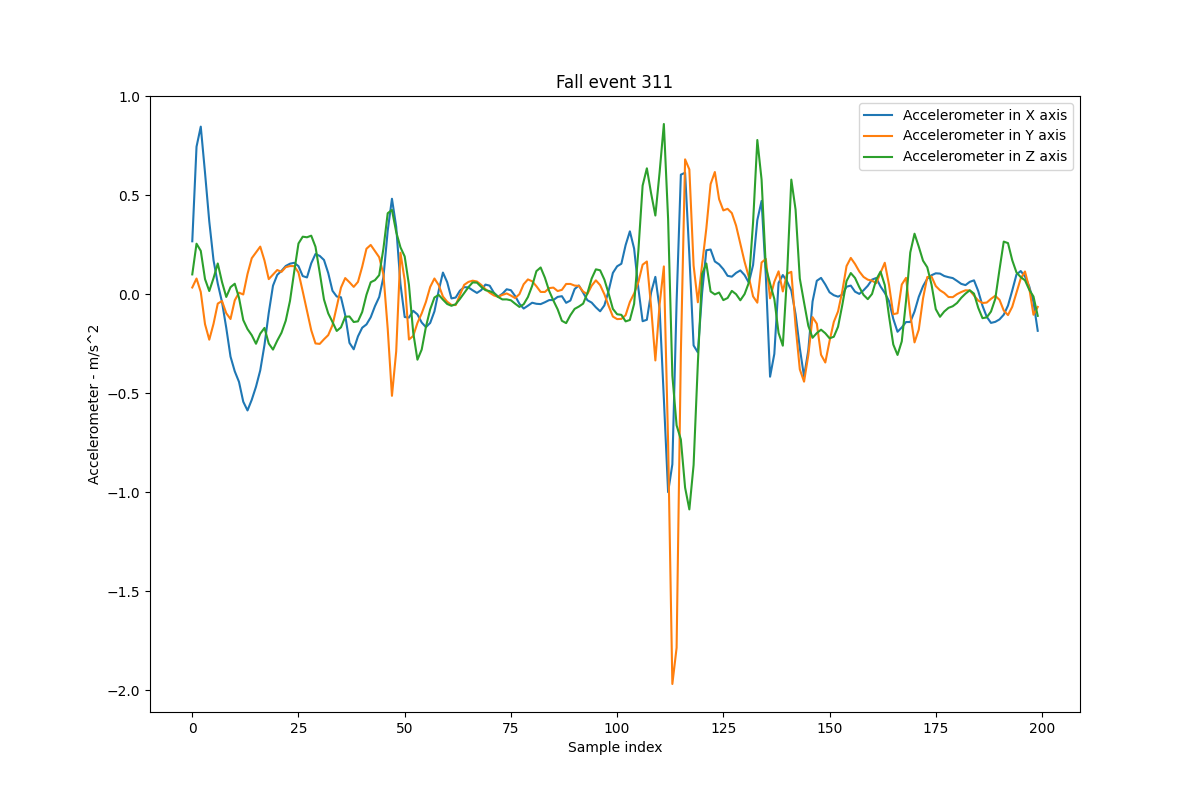 Fall event 311
Accelerometer in X axis
Accelerometer in Y axis
Accelerometer in Z axis
Accelerometer - m/s^2
1.0
0.5
0.0
−0.5
−1.0
−1.5
−2.0
0 25 50 75 100 125 150 175 200
Sample index